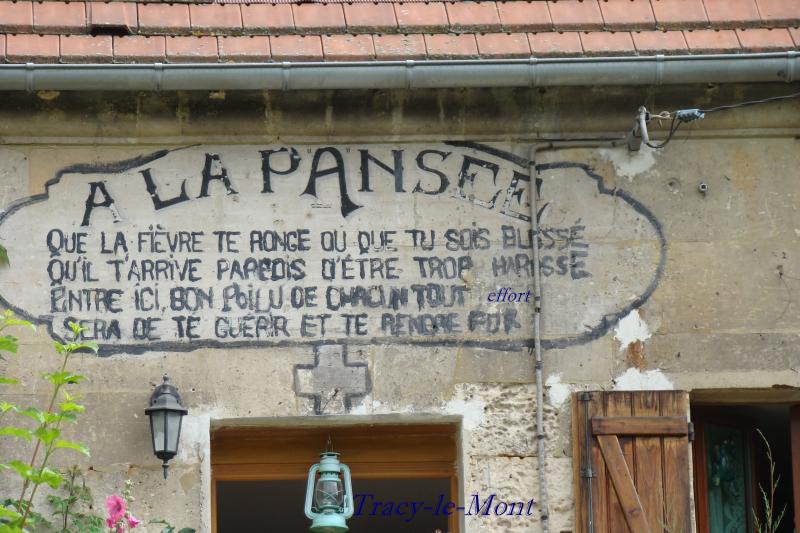 A LA PANSÉE
QUE LA FIÈVRE TE RONGE OU QUE TU SOIS BLESSÉ
QU'IL T'ARRIVE PARFOIS D'ÊTRE TROP HARASSÉ
ENTRE ICI, BON POILU DE CHACUN TOUT effort
SERA DE TE GUÉRIR ET TE RENDRE FORT
Tracy-le-Mont